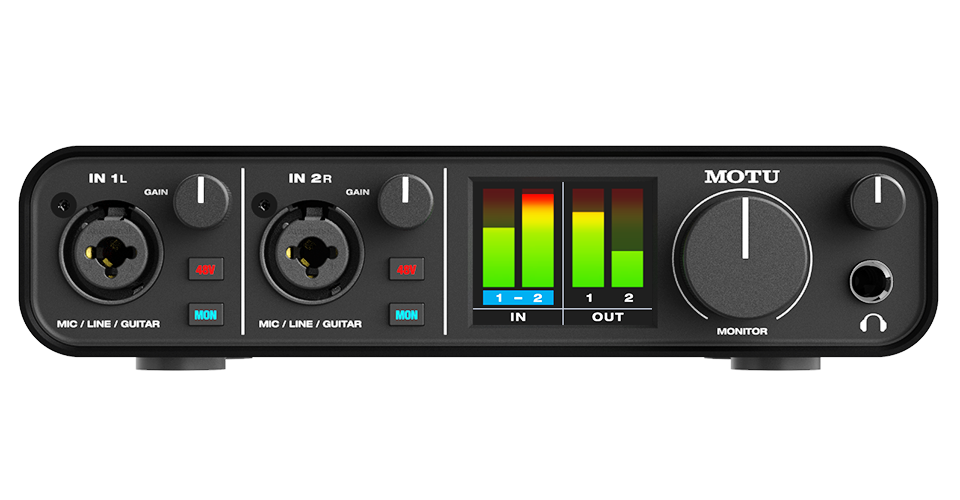 IN 1L
GAIN
48V
MON
MIC / LINE / GUITAR
IN 2R
GAIN
48V
MON
MIC / LINE / GUITAR
1 – 2
IN
1 2
OUT
MOTU
MONITOR